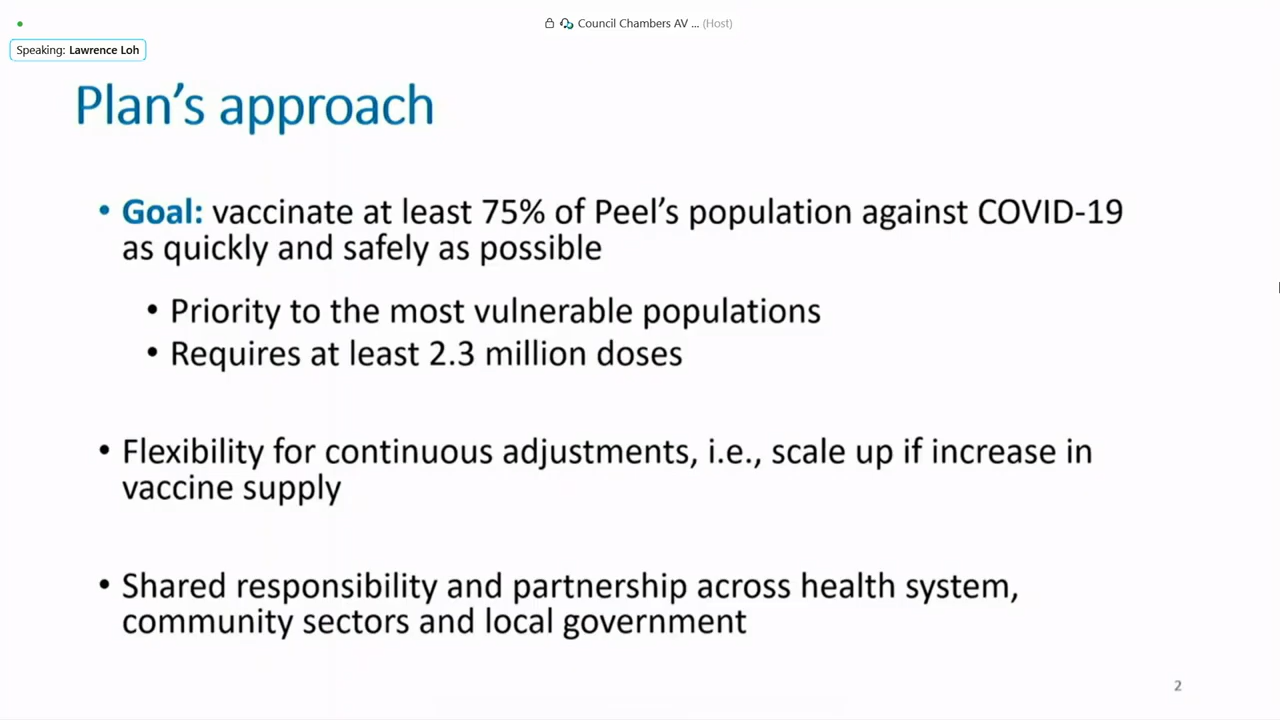 Council Chambers AV ... (Host)
Speaking: Lawrence Loh
Plan's approach
• Goal: vaccinate at least 75% of Peel's population against COVID-19
as quickly and safely as possible
• Priority to the most vulnerable populations
• Requires at least 2.3 million doses
• Flexibility for continuous adjustments, i.e., scale up if increase in
vaccine supply
• Shared responsibility and partnership across health system,
community sectors and local government
2